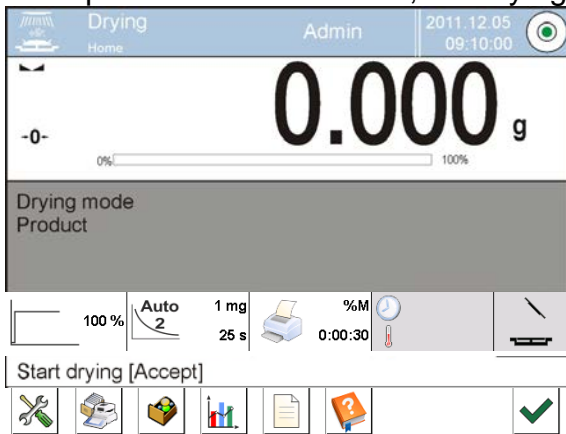 Drying Admin 2011.12.05
Home 09:10:00
0.000 g
-0-
0% 100%
Drying mode
Product
100 % Auto 2 1 mg 25 s %M 0:00:30
Start drying [Accept]